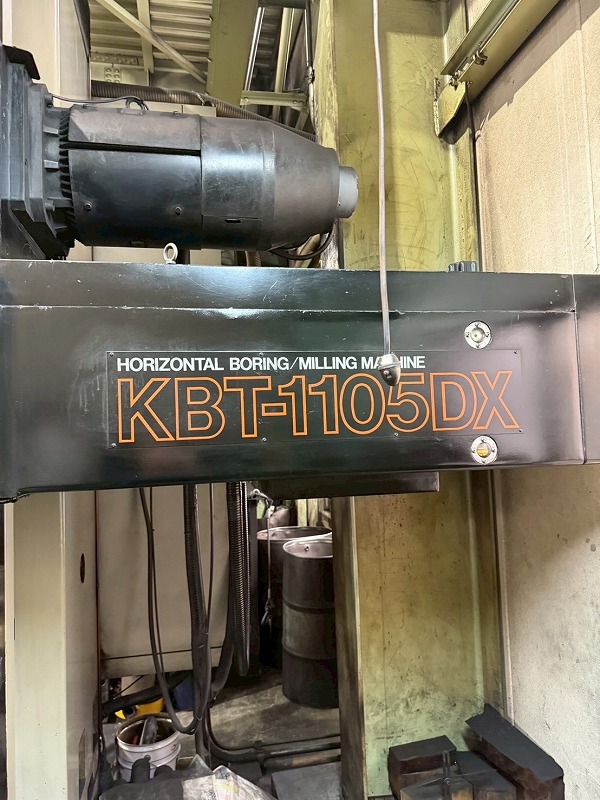 HORIZONTAL BORING/MILLING MACHINE
KBT-1105DX